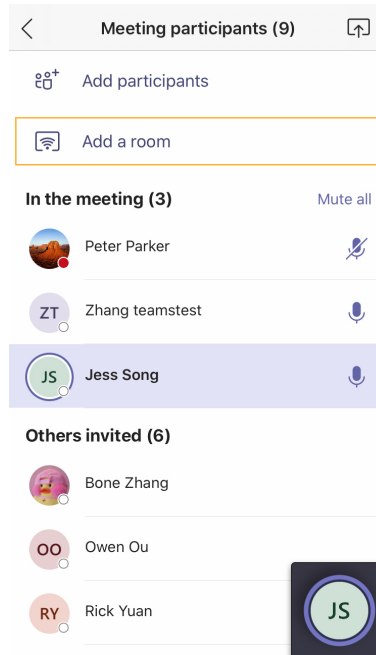 Meeting participants (9)
Add participants
Add a room
In the meeting (3) Mute all
Peter Parker
ZT Zhang teamstest
JS Jess Song
Others invited (6)
Bone Zhang
OO Owen Ou
RY Rick Yuan
JS